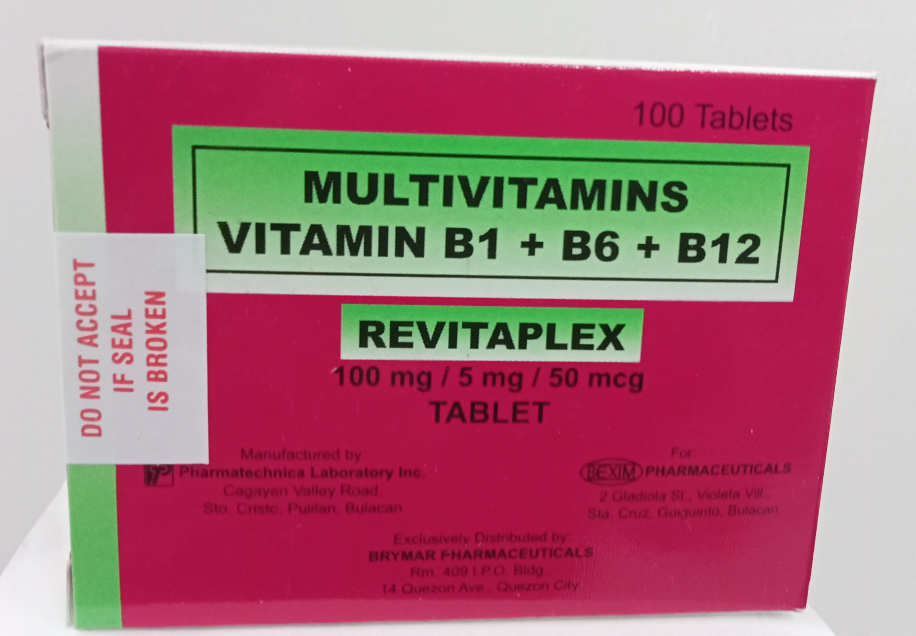 100 Tablets
MULTIVITAMINS
VITAMIN B1 + B6 + B12
REVITAPLEX
100 mg / 5 mg / 50 mcg
TABLET
DO NOT ACCEPT
IF SEAL
IS BROKEN
Manufactured by:
Pharmatechnica Laboratory Inc.
Cagayan Valley Road,
Sto. Cristo, Pulilan, Bulacan
For:
BEXIM PHARMACEUTICALS
2 Gladiola St., Violeta Vill.,
Sta. Cruz, Guiguinto, Bulacan
Exclusively Distributed by:
BRYMAR PHARMACEUTICALS
Rm. 409 I.P.O. Bldg.
14 Quezon Ave., Quezon City